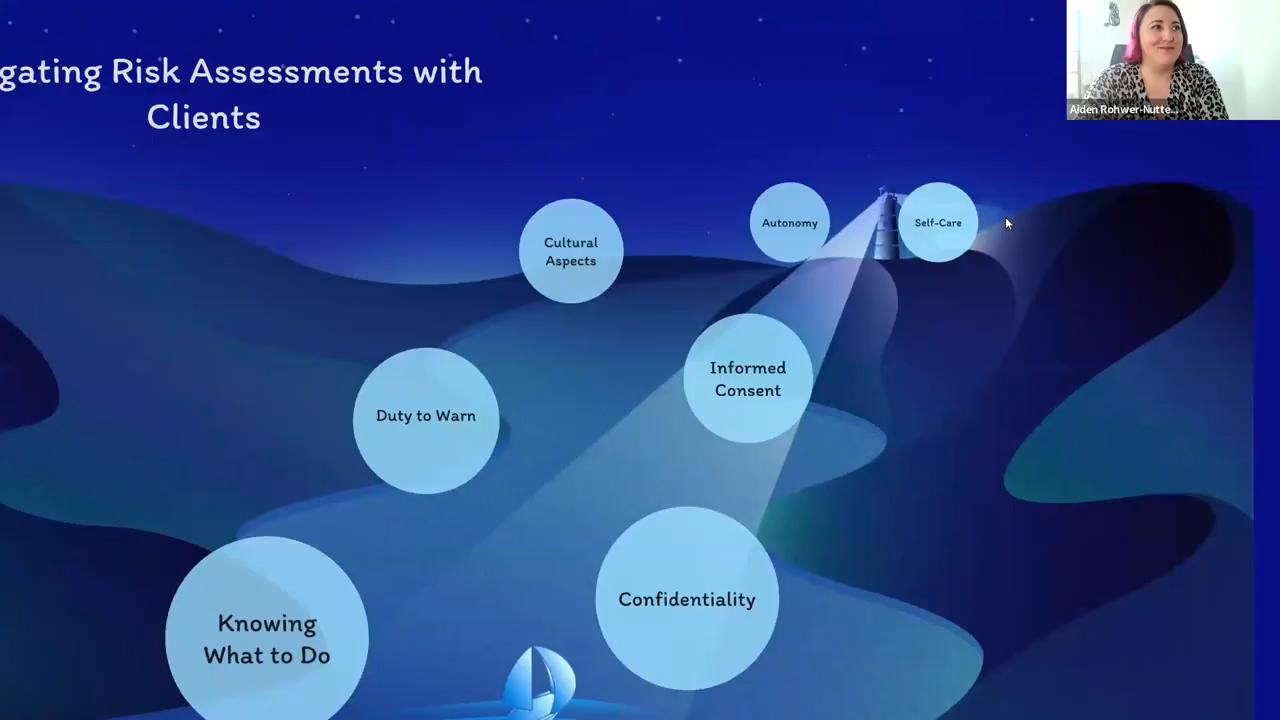 gating Risk Assessments with
Clients
Aiden Rohwer-Nutte...
Autonomy
Self-Care
Cultural
Aspects
Informed
Consent
Duty to Warn
Confidentiality
Knowing
What to Do